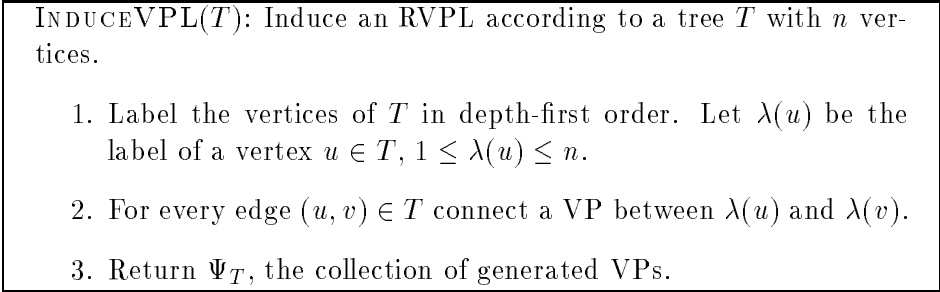 INDUCEVPL(T): Induce an RVPL according to a tree T with n ver-
tices.
1. Label the vertices of T in depth-first order. Let λ(u) be the
label of a vertex u ∈ T, 1 ≤ λ(u) ≤ n.
2. For every edge (u, v) ∈ T connect a VP between λ(u) and λ(v).
3. Return Ψ_T, the collection of generated VPs.